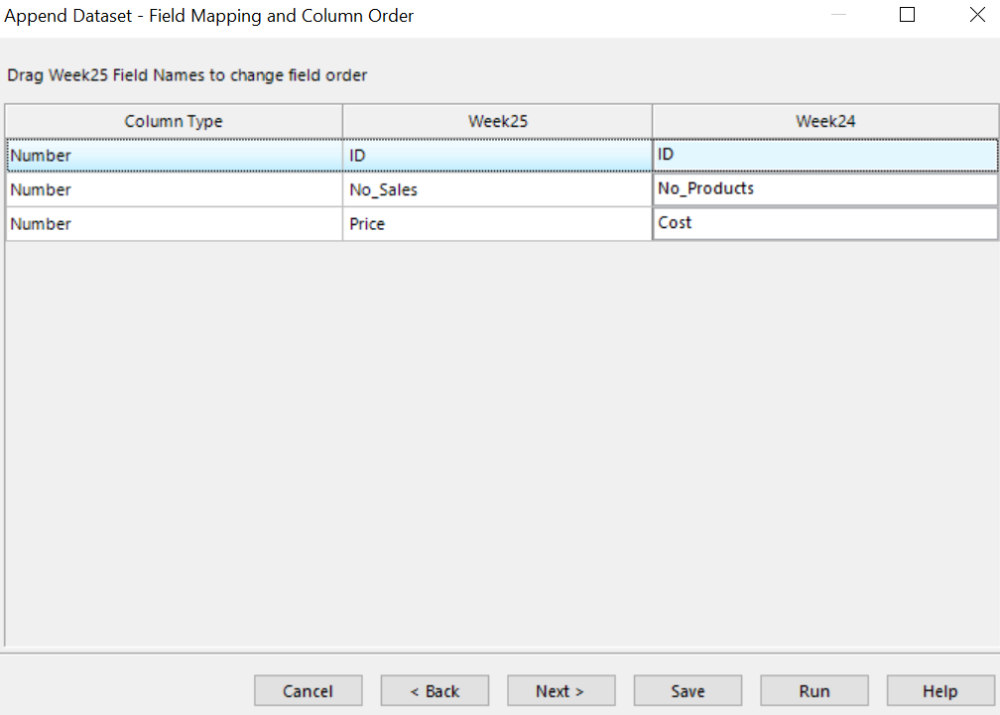 Append Dataset - Field Mapping and Column Order
Drag Week25 Field Names to change field order
Column Type Week25 Week24
Number ID ID
Number No_Sales No_Products
Number Price Cost
Cancel < Back Next > Save Run Help